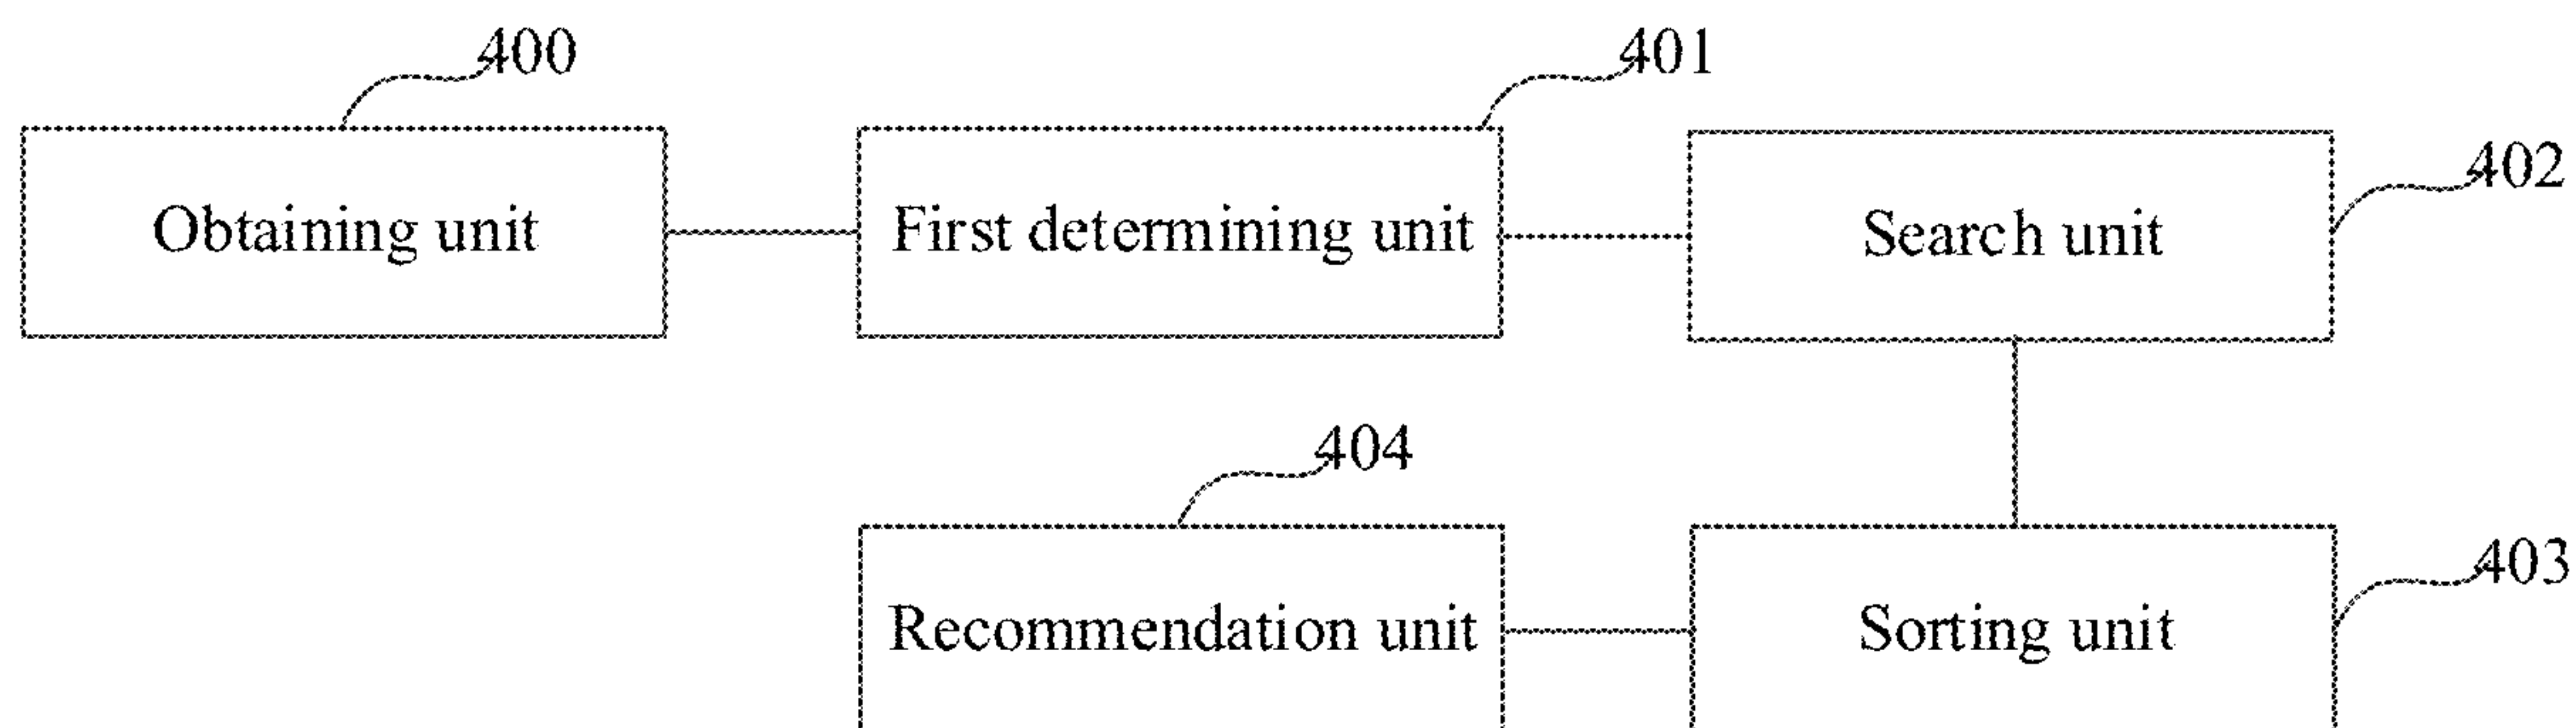 400
401
Obtaining unit
First determining unit
Search unit
402
404
Recommendation unit
Sorting unit
403